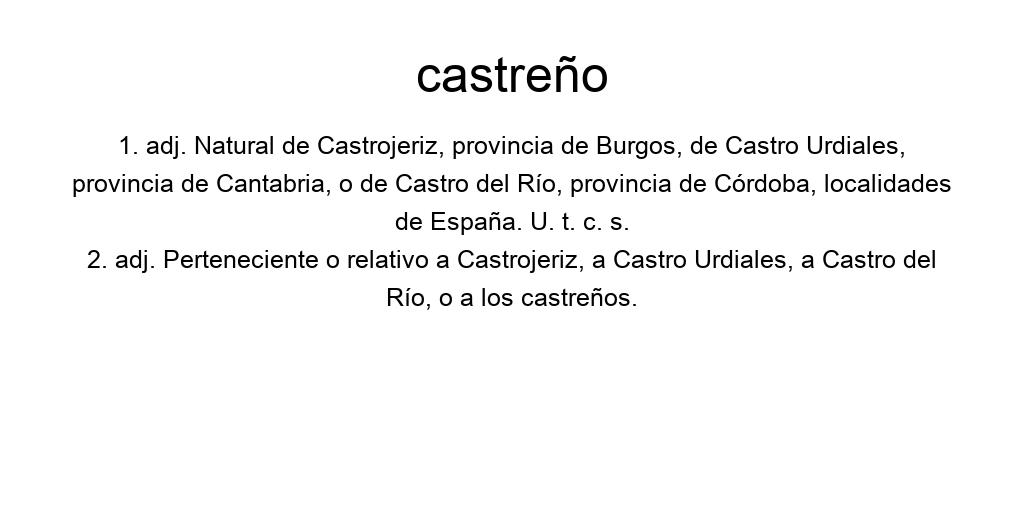 castreño
1. adj. Natural de Castrojeriz, provincia de Burgos, de Castro Urdiales,
provincia de Cantabria, o de Castro del Río, provincia de Córdoba, localidades
de España. U. t. c. s.
2. adj. Perteneciente o relativo a Castrojeriz, a Castro Urdiales, a Castro del
Río, o a los castreños.